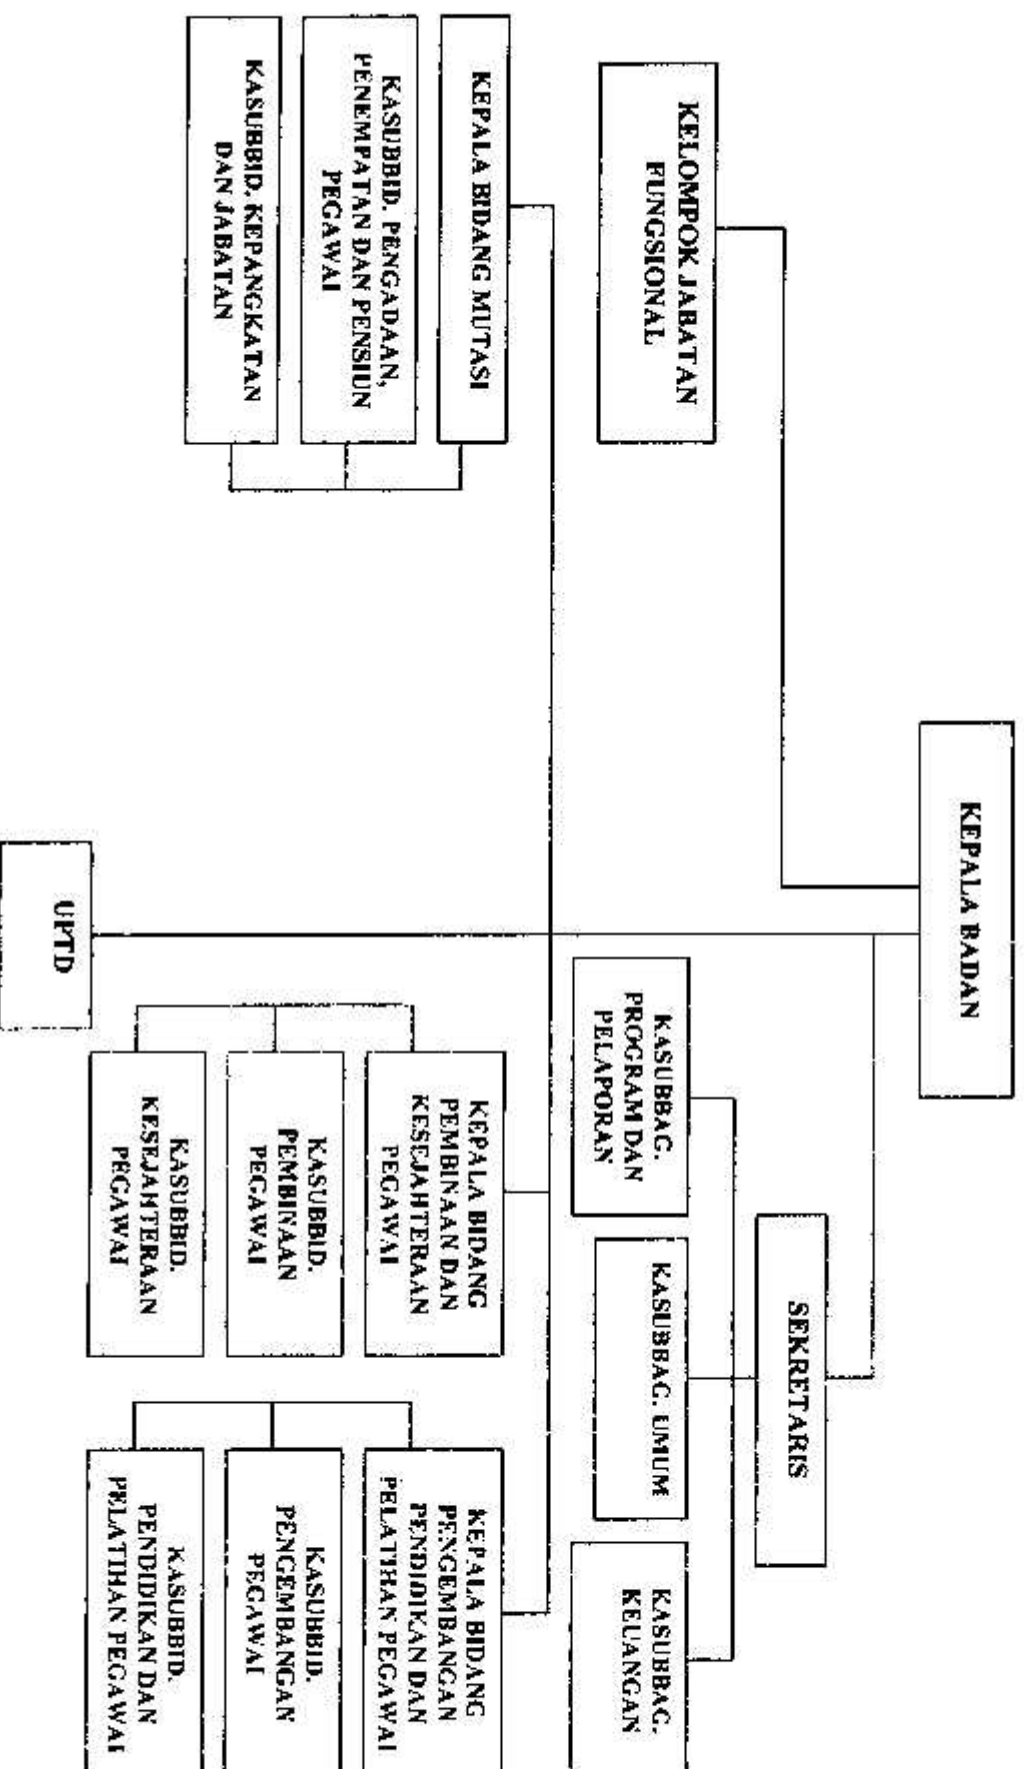 KEPALA BADAN
KELOMPOK JABATAN
FUNGSIONAL
SEKRETARIS
KASUBBAG.
PROGRAM DAN
PELAPORAN
KASUBBAG. UMUM
KASUBBAG.
KEUANGAN
KEPALA BIDANG MUTASI
KASUBBID. PENGADAAN,
PENEMPATAN DAN PENSIUN
PEGAWAI
KASUBBID. KEPANGKATAN
DAN JABATAN
KEPALA BIDANG
PEMBINAAN DAN
KESEJAHTERAAN
PEGAWAI
KASUBBID.
PEMBINAAN
PEGAWAI
KASUBBID.
KESEJAHTERAAN
PEGAWAI
KEPALA BIDANG
PENGEMBANGAN
PENDIDIKAN DAN
PELATIHAN PEGAWAI
KASUBBID.
PENGEMBANGAN
PEGAWAI
KASUBBID.
PENDIDIKAN DAN
PELATIHAN PEGAWAI
UPTD